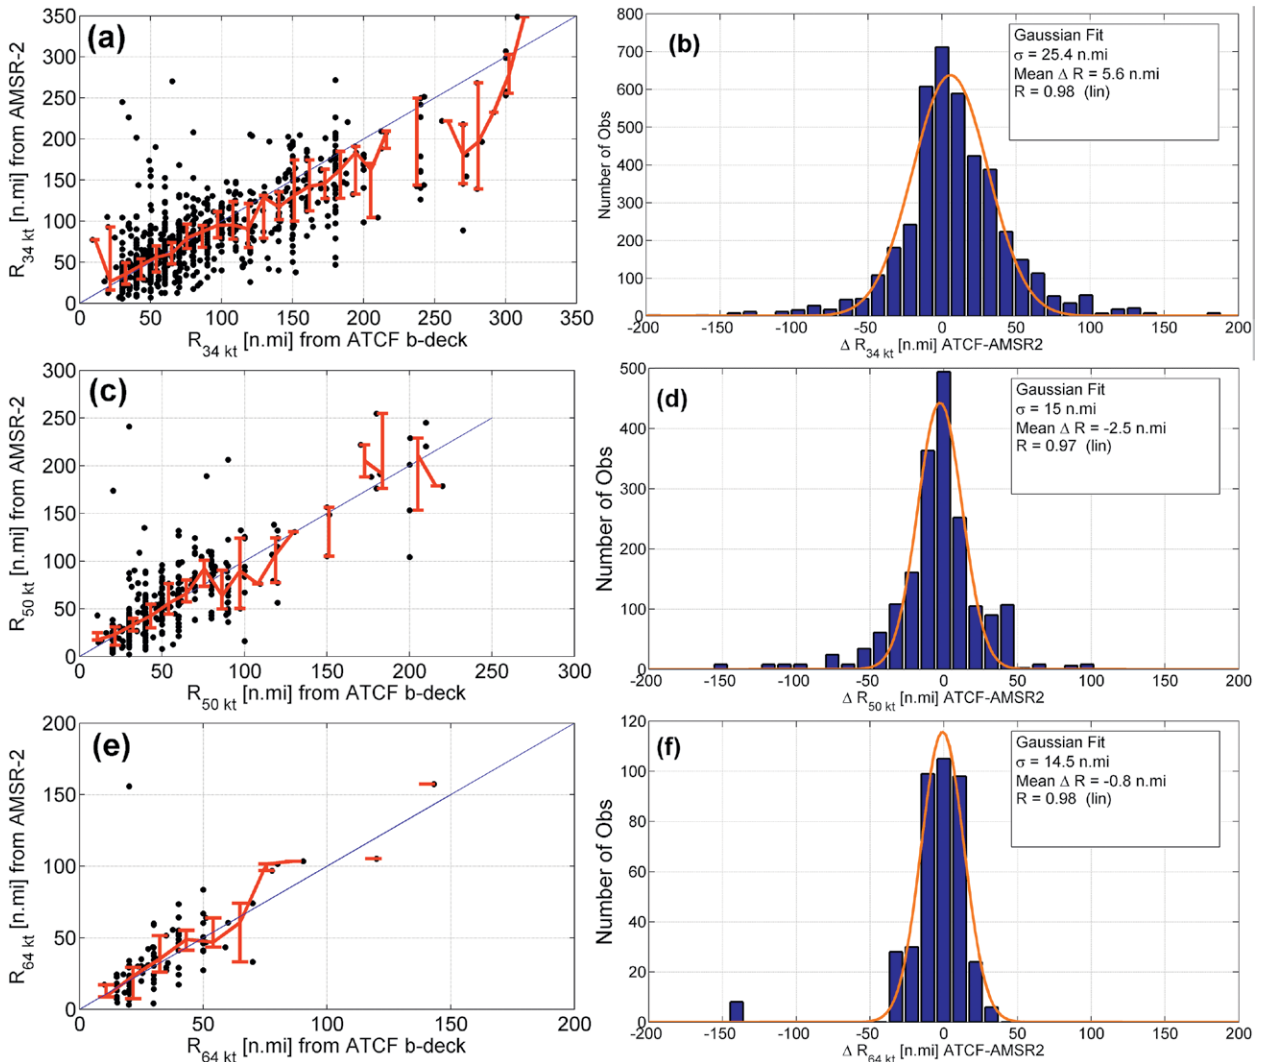 (a)
350
300
250
200
150
100
50
0
R34 kt [n.mi] from AMSR-2
50 100 150 200 250 300 350
R34 kt [n.mi] from ATCF b-deck
(b)
800
700
600
500
400
300
200
100
0
Number of Obs
Gaussian Fit
σ = 25.4 n.mi
Mean Δ R = 5.6 n.mi
R = 0.98 (lin)
-200 -150 -100 -50 0 50 100 150 200
Δ R34 kt [n.mi] ATCF-AMSR2
(c)
300
250
200
150
100
50
0
R50 kt [n.mi] from AMSR-2
0 50 100 150 200 250 300
R50 kt [n.mi] from ATCF b-deck
(d)
500
400
300
200
100
0
Number of Obs
Gaussian Fit
σ = 15 n.mi
Mean Δ R = -2.5 n.mi
R = 0.97 (lin)
-200 -150 -100 -50 0 50 100 150 200
Δ R50 kt [n.mi] ATCF-AMSR2
(e)
200
150
100
50
0
R64 kt [n.mi] from AMSR-2
0 50 100 150 200
R64 kt [n.mi] from ATCF b-deck
(f)
120
100
80
60
40
20
0
Number of Obs
Gaussian Fit
σ = 14.5 n.mi
Mean Δ R = -0.8 n.mi
R = 0.98 (lin)
-200 -150 -100 -50 0 50 100 150 200
Δ R64 kt [n.mi] ATCF-AMSR2